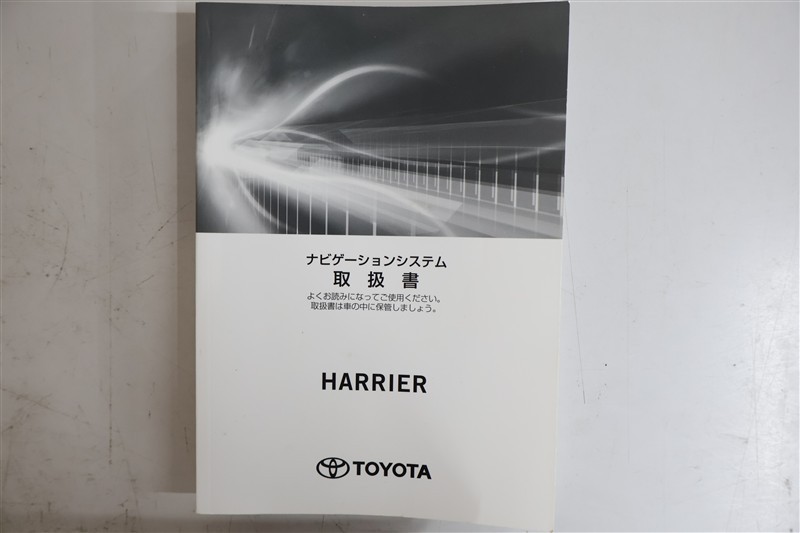 ナビゲーションシステム
取扱書
よくお読みになってご使用ください。
取扱書は車の中に保管しましょう。
HARRIER
TOYOTA